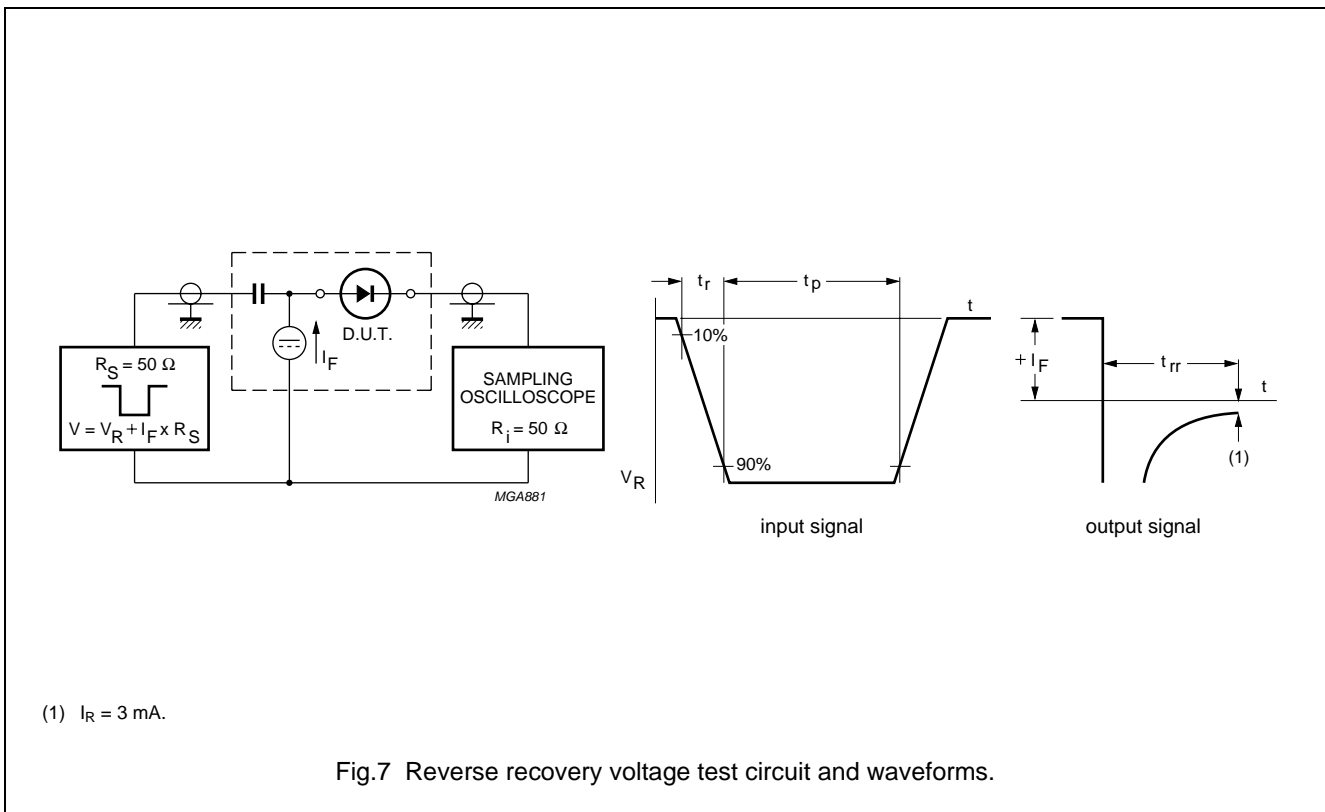 R_S = 50 Ω
V = V_R + I_F x R_S
I_F
D.U.T.
SAMPLING
OSCILLOSCOPE
R_i = 50 Ω
MGA881
t_r
t_p
t
10%
90%
V_R
input signal
+ I_F
t_rr
t
(1)
output signal
(1) I_R = 3 mA.
Fig.7 Reverse recovery voltage test circuit and waveforms.